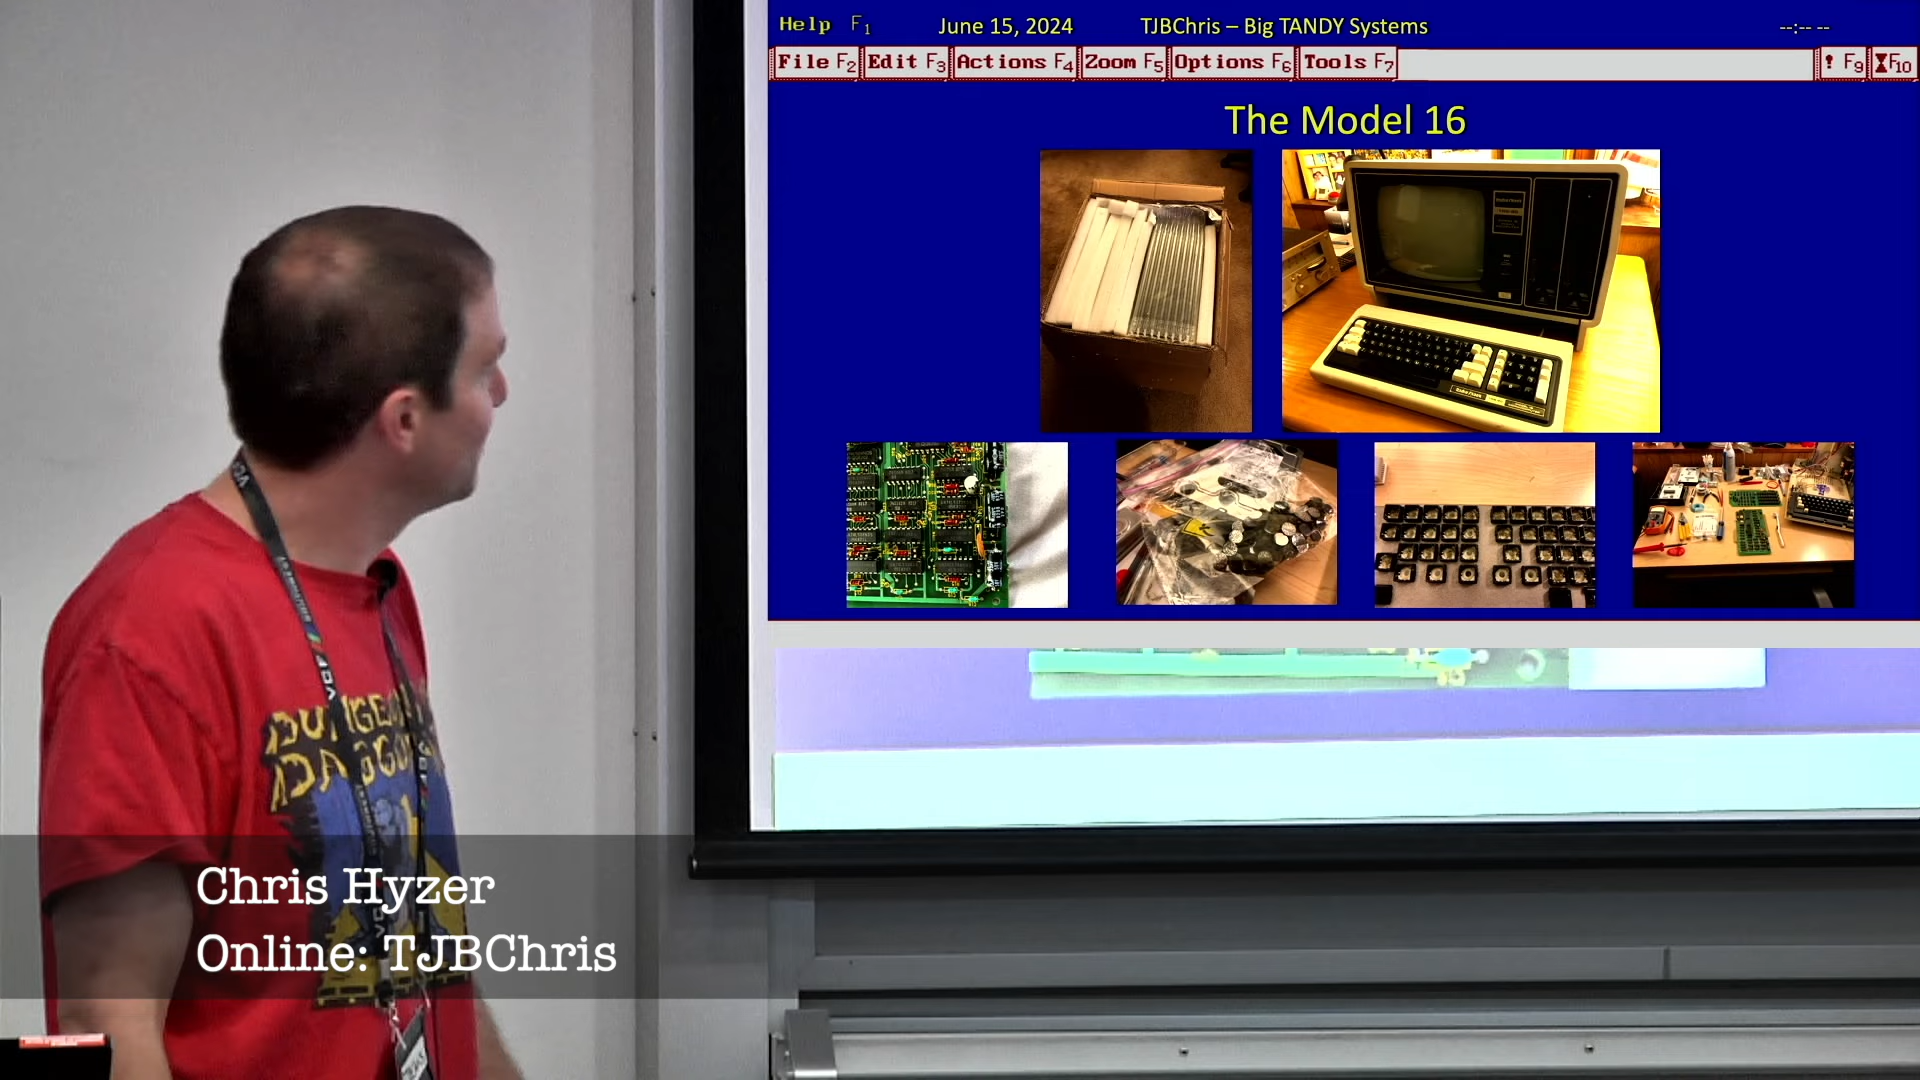 Help F1 June 15, 2024 TJBChris – Big TANDY Systems --:-- --
File F2 Edit F3 Actions F4 Zoom F5 Options F6 Tools F7 ! F9 F10
The Model 16
Chris Hyzer
Online: TJBChris